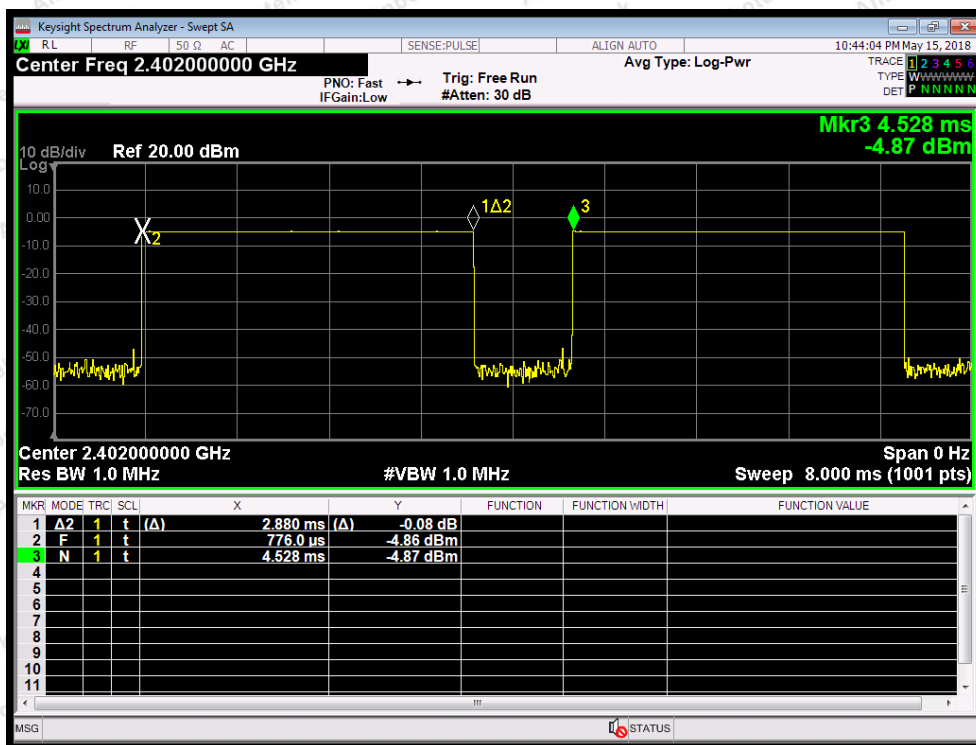 Keysight Spectrum Analyzer - Swept SA
LXI RL RF 50 Ω AC SENSE:PULSE ALIGN AUTO 10:44:04 PM May 15, 2018
Center Freq 2.402000000 GHz Avg Type: Log-Pwr TRACE 1 2 3 4 5 6
PNO: Fast Trig: Free Run TYPE WWWWWW
IFGain:Low #Atten: 30 dB DET P N N N N N
Mkr3 4.528 ms
10 dB/div Ref 20.00 dBm -4.87 dBm
Log
10.0
1Δ2 3
0.00
X2
-10.0
-20.0
-30.0
-40.0
-50.0
-60.0
-70.0
Center 2.402000000 GHz Span 0 Hz
Res BW 1.0 MHz #VBW 1.0 MHz Sweep 8.000 ms (1001 pts)
MKR MODE TRC SCL X Y FUNCTION FUNCTION WIDTH FUNCTION VALUE
1 Δ2 1 t (Δ) 2.880 ms (Δ) -0.08 dB
2 F 1 t 776.0 µs -4.86 dBm
3 N 1 t 4.528 ms -4.87 dBm
4
5
6
7
8
9
10
11
MSG STATUS